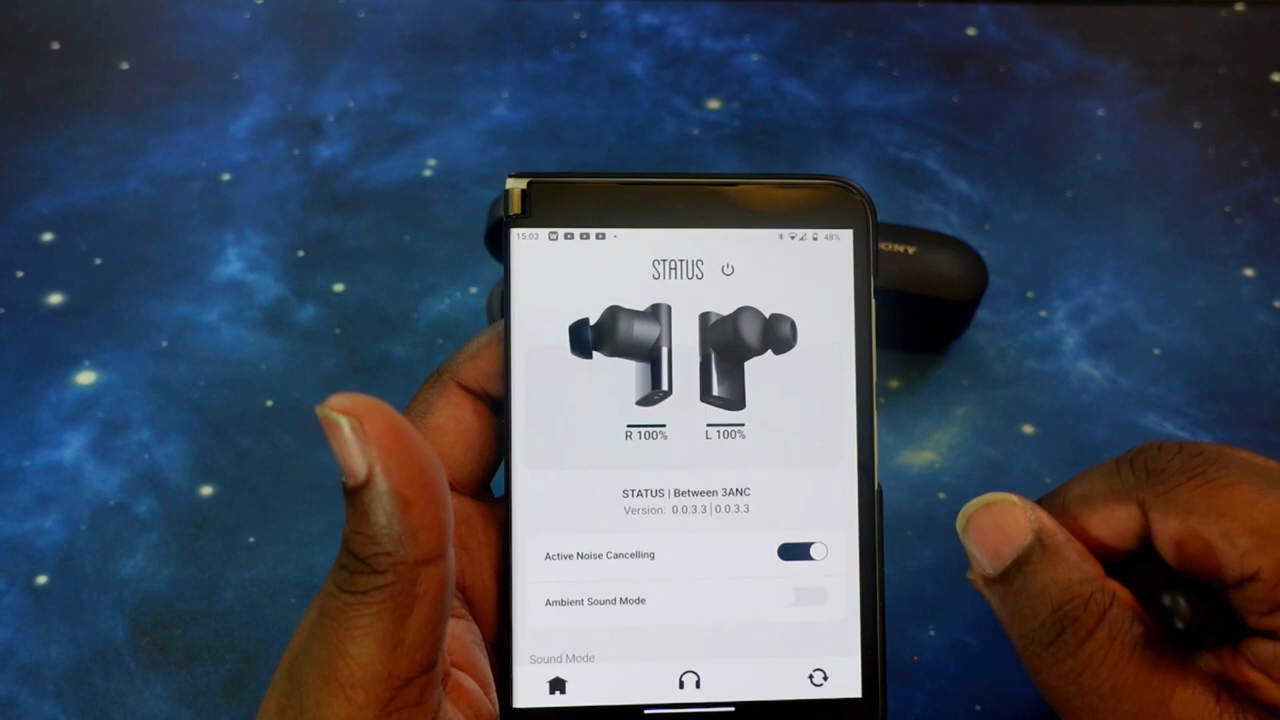 15:03
48%
STATUS
R 100%
L 100%
STATUS | Between 3ANC
Version: 0.0.3.3 | 0.0.3.3
Active Noise Cancelling
Ambient Sound Mode
Sound Mode